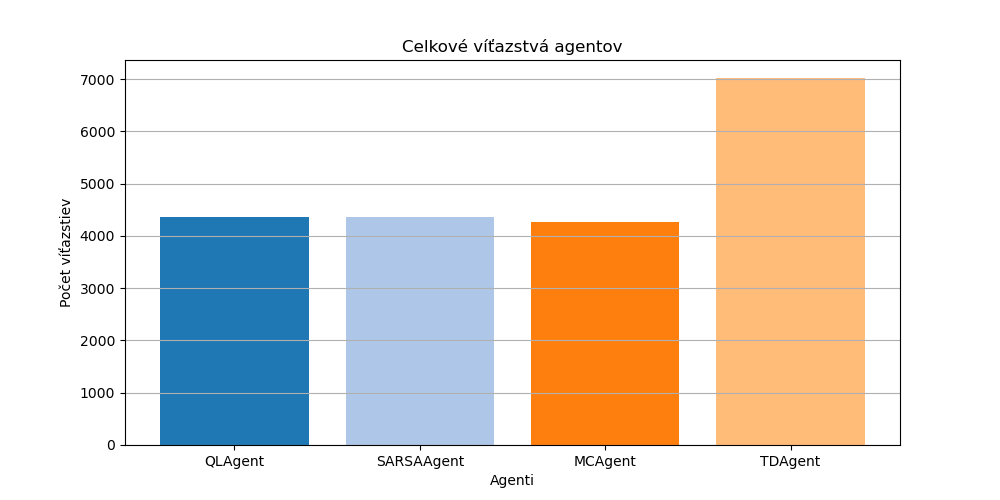 Celkové víťazstvá agentov
Počet víťazstiev
7000
6000
5000
4000
3000
2000
1000
0
QLAgent
SARSAAgent
MCAgent
TDAgent
Agenti